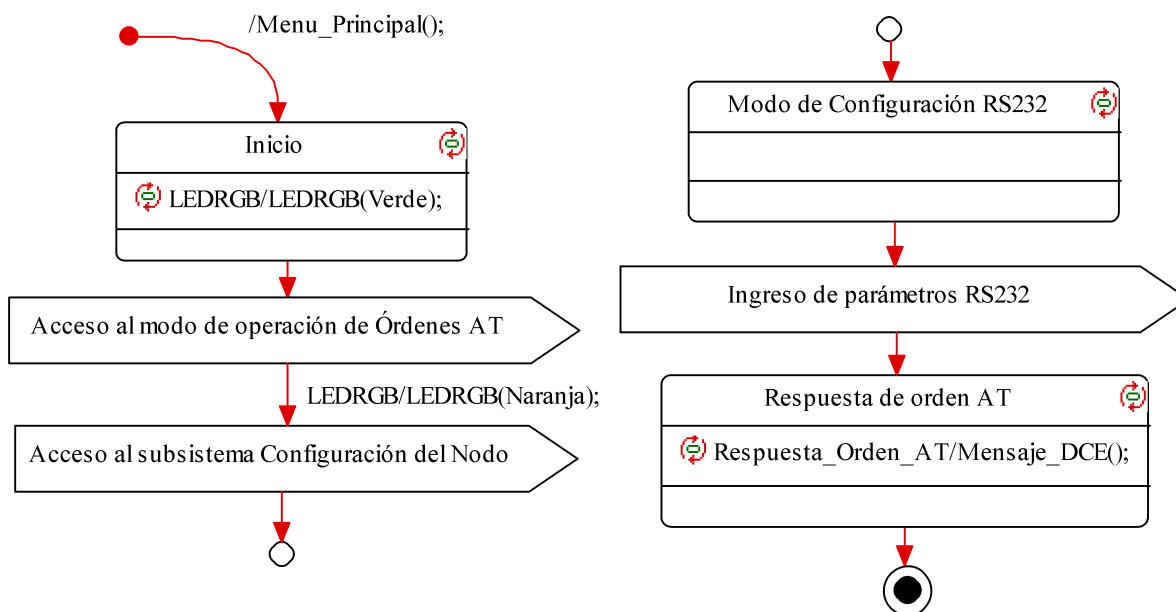 /Menu_Principal();
Inicio
LEDRGB/LEDRGB(Verde);
Acceso al modo de operación de Órdenes AT
LEDRGB/LEDRGB(Naranja);
Acceso al subsistema Configuración del Nodo
Modo de Configuración RS232
Ingreso de parámetros RS232
Respuesta de orden AT
Respuesta_Orden_AT/Mensaje_DCE();